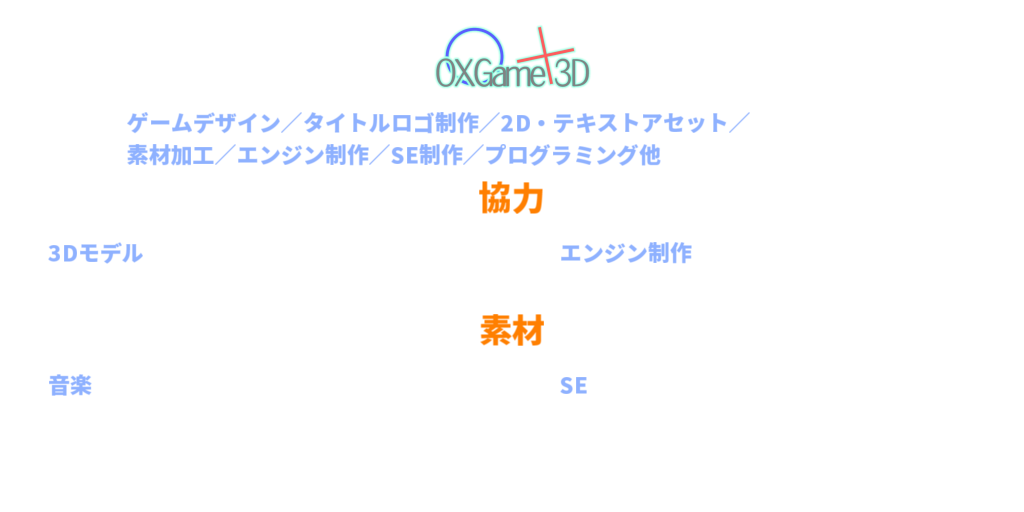 OXGame3D
ゲームデザイン／タイトルロゴ制作／2D・テキストアセット／
素材加工／エンジン制作／SE制作／プログラミング他
協力
3Dモデル
エンジン制作
素材
音楽
SE